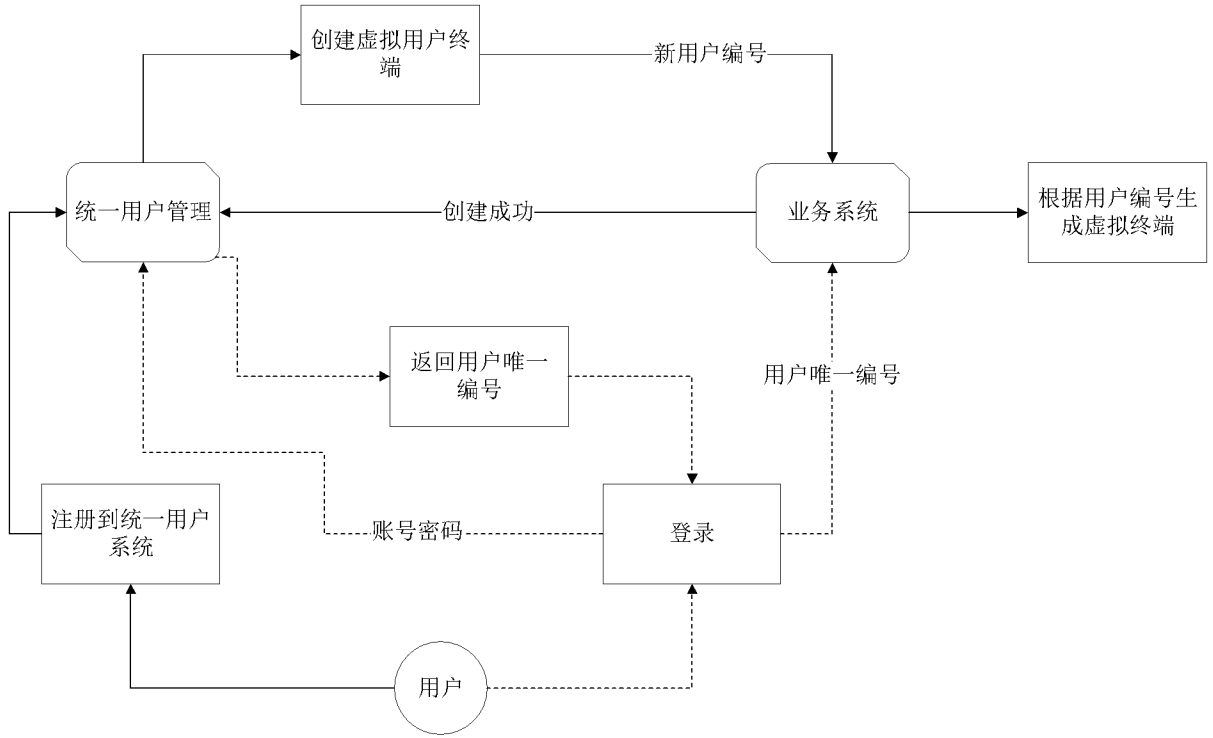 创建虚拟用户终
端
新用户编号
统一用户管理
创建成功
业务系统
根据用户编号生
成虚拟终端
返回用户唯一
编号
用户唯一编号
注册到统一用户
系统
账号密码
登录
用户